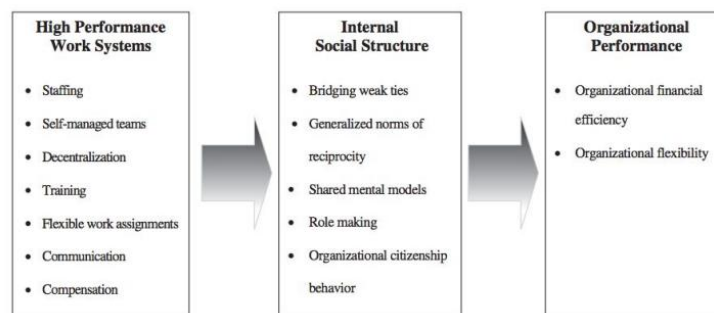 High Performance
Work Systems
• Staffing
• Self-managed teams
• Decentralization
• Training
• Flexible work assignments
• Communication
• Compensation
Internal
Social Structure
• Bridging weak ties
• Generalized norms of
reciprocity
• Shared mental models
• Role making
• Organizational citizenship
behavior
Organizational
Performance
• Organizational financial
efficiency
• Organizational flexibility